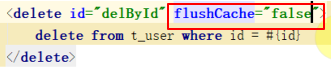 <delete id="delById" flushCache="false">
delete from t_user where id = #{id}
</delete>